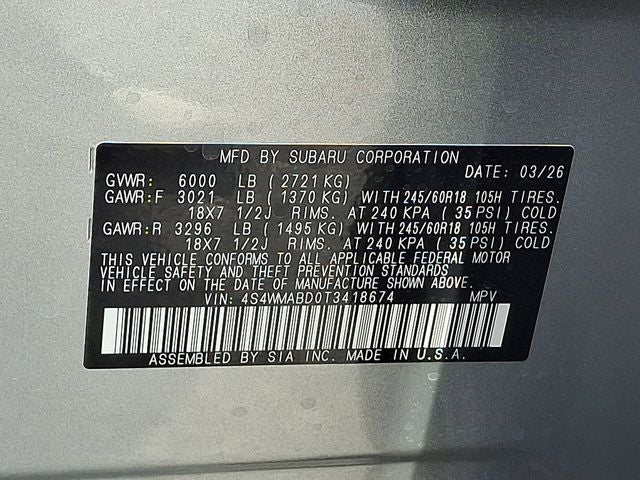 MFD BY SUBARU CORPORATION
DATE: 03/26
GVWR: 6000 LB ( 2721 KG)
GAWR:F 3021 LB ( 1370 KG) WITH 245/60R18 105H TIRES.
18X7 1/2J RIMS. AT 240 KPA ( 35 PSI) COLD
GAWR:R 3296 LB ( 1495 KG) WITH 245/60R18 105H TIRES.
18X7 1/2J RIMS. AT 240 KPA ( 35 PSI) COLD
THIS VEHICLE CONFORMS TO ALL APPLICABLE FEDERAL MOTOR
VEHICLE SAFETY AND THEFT PREVENTION STANDARDS
IN EFFECT ON THE DATE OF MANUFACTURE SHOWN ABOVE.
VIN: 4S4WMABD0T3418674 MPV
ASSEMBLED BY SIA INC. MADE IN U.S.A.